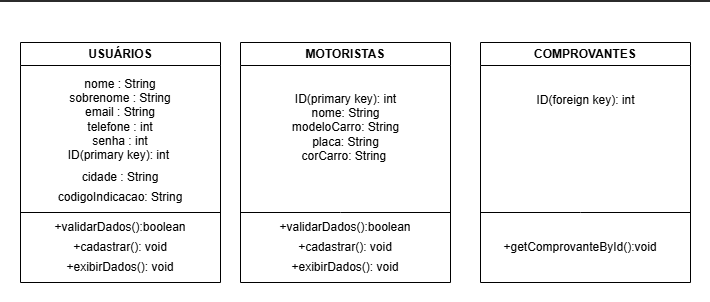 USUÁRIOS
nome : String
sobrenome : String
email : String
telefone : int
senha : int
ID(primary key): int
cidade : String
codigoIndicacao: String
+validarDados():boolean
+cadastrar(): void
+exibirDados(): void
MOTORISTAS
ID(primary key): int
nome: String
modeloCarro: String
placa: String
corCarro: String
+validarDados():boolean
+cadastrar(): void
+exibirDados(): void
COMPROVANTES
ID(foreign key): int
+getComprovanteById():void